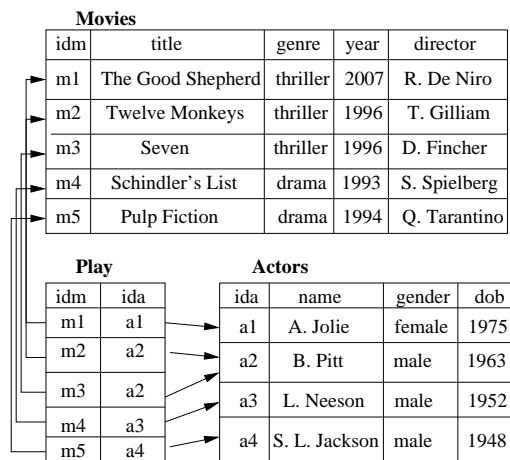 Movies
idm title genre year director
m1 The Good Shepherd thriller 2007 R. De Niro
m2 Twelve Monkeys thriller 1996 T. Gilliam
m3 Seven thriller 1996 D. Fincher
m4 Schindler's List drama 1993 S. Spielberg
m5 Pulp Fiction drama 1994 Q. Tarantino
Play
idm ida
m1 a1
m2 a2
m3 a2
m4 a3
m5 a4
Actors
ida name gender dob
a1 A. Jolie female 1975
a2 B. Pitt male 1963
a3 L. Neeson male 1952
a4 S. L. Jackson male 1948